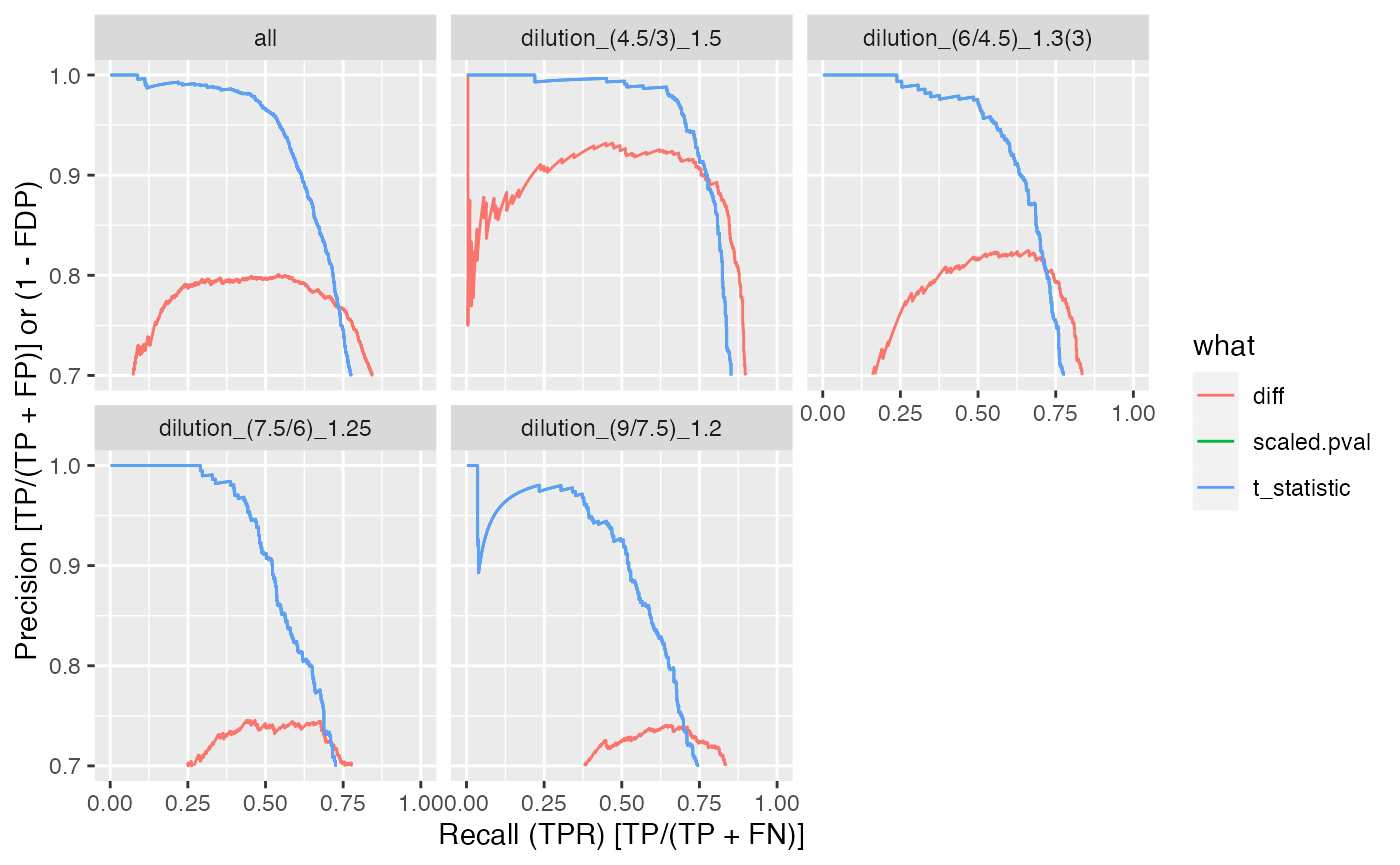 all
dilution_(4.5/3)_1.5
dilution_(6/4.5)_1.3(3)
1.0
0.9
0.8
0.7
0.00 0.25 0.50 0.75 1.00
dilution_(7.5/6)_1.25
dilution_(9/7.5)_1.2
1.0
0.9
0.8
0.7
0.00 0.25 0.50 0.75 1.00
0.00 0.25 0.50 0.75 1.00
Recall (TPR) [TP/(TP + FN)]
Precision [TP/(TP + FP)] or (1 - FDP)
what
diff
scaled.pval
t_statistic